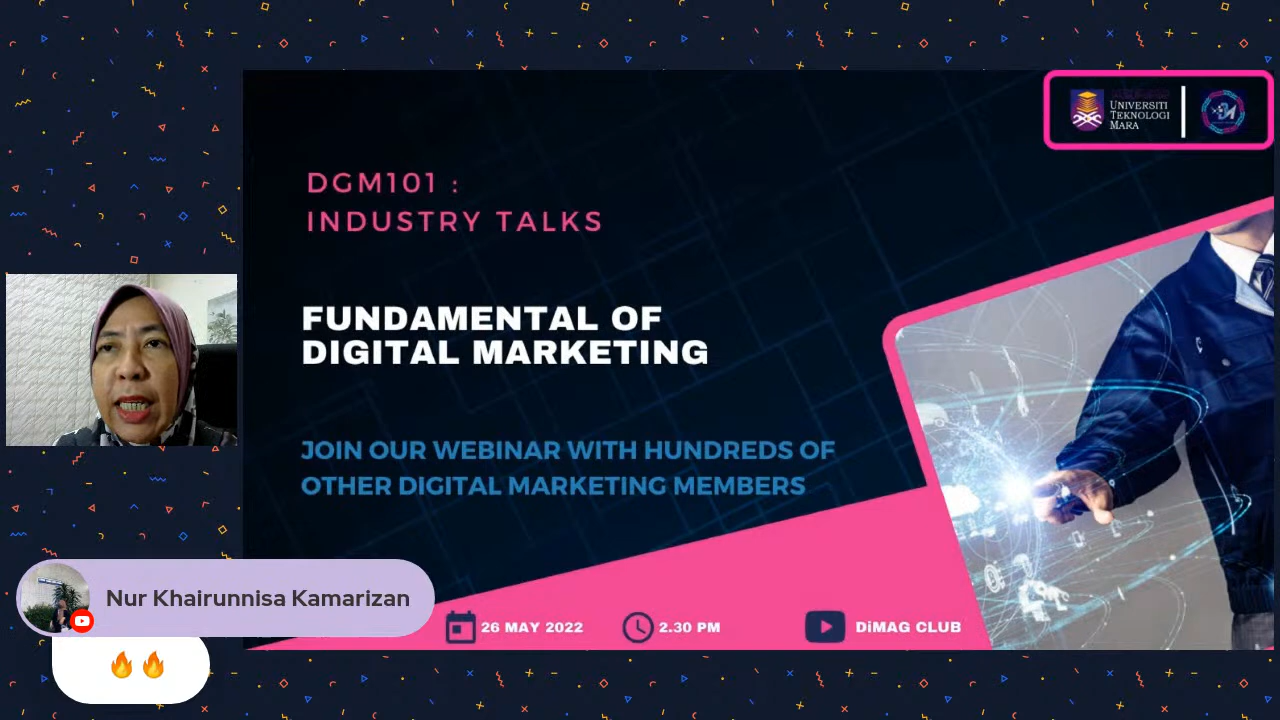 UNIVERSITI
TEKNOLOGI
MARA
DGM101 :
INDUSTRY TALKS
FUNDAMENTAL OF
DIGITAL MARKETING
JOIN OUR WEBINAR WITH HUNDREDS OF
OTHER DIGITAL MARKETING MEMBERS
Nur Khairunnisa Kamarizan
🔥🔥
26 MAY 2022
2.30 PM
DiMAG CLUB